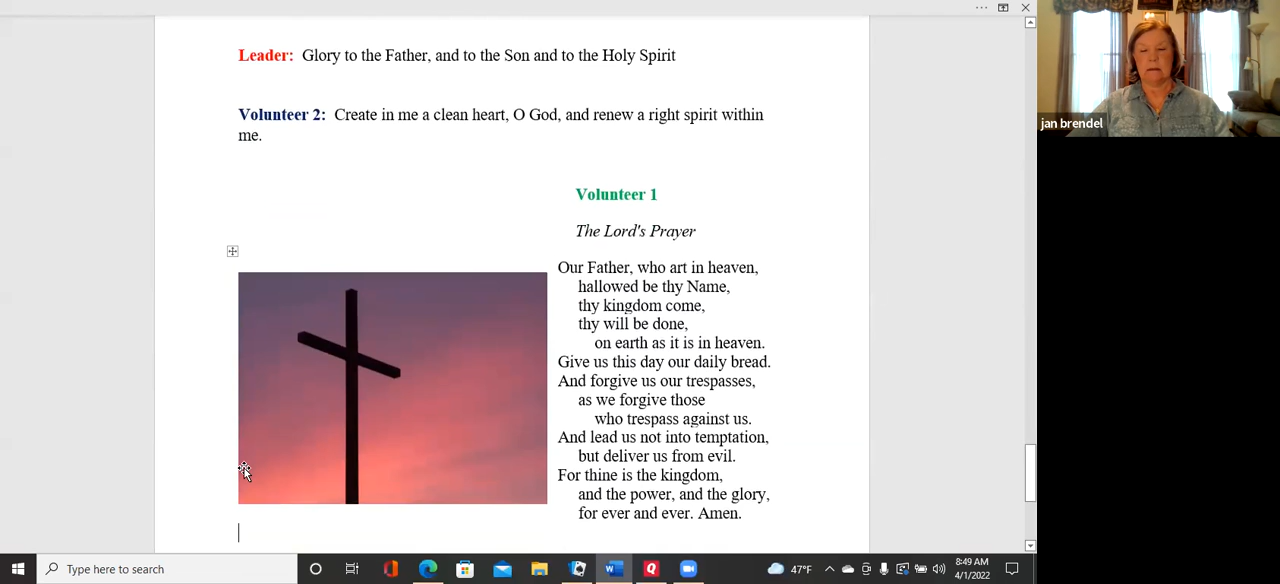 Leader: Glory to the Father, and to the Son and to the Holy Spirit
Volunteer 2: Create in me a clean heart, O God, and renew a right spirit within
me.
Volunteer 1
The Lord's Prayer
Our Father, who art in heaven,
hallowed be thy Name,
thy kingdom come,
thy will be done,
on earth as it is in heaven.
Give us this day our daily bread.
And forgive us our trespasses,
as we forgive those
who trespass against us.
And lead us not into temptation,
but deliver us from evil.
For thine is the kingdom,
and the power, and the glory,
for ever and ever. Amen.
jan brendel
Type here to search
47°F
8:49 AM
4/1/2022